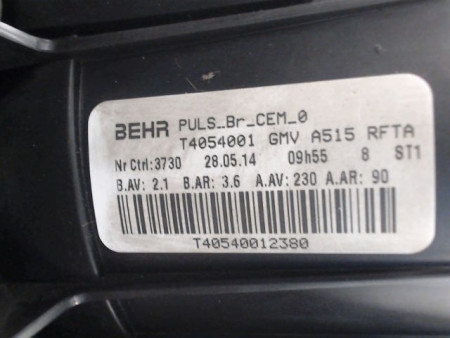 BEHR PULS_Br_CEM_0
T4054001 GMV A515 RFTA
Nr Ctrl:3730 28.05.14 09h55 8 ST1
B.AV: 2.1 B.AR: 3.6 A.AV: 230 A.AR: 90
T40540012380